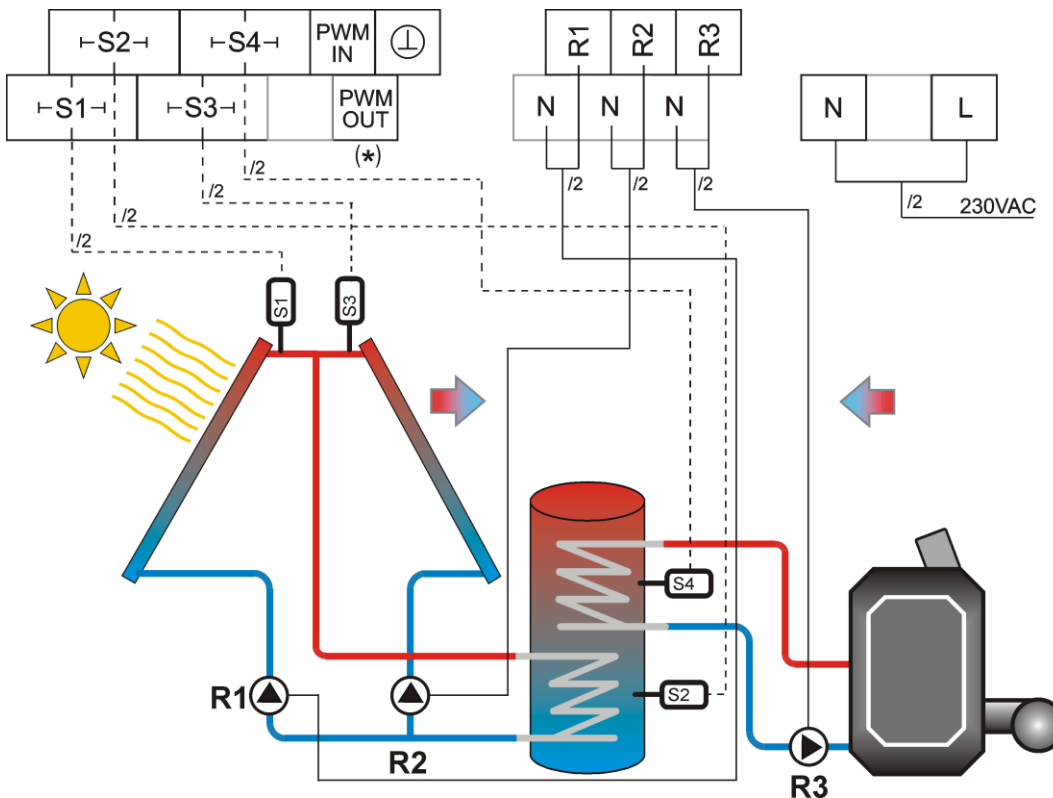 S2 S4 PWM IN R1 R2 R3
S1 S3 PWM OUT N N N N L
(*)
/2 /2 /2 /2 /2 /2 /2 /2 230VAC
S1 S3
S4
S2
R1
R2
R3